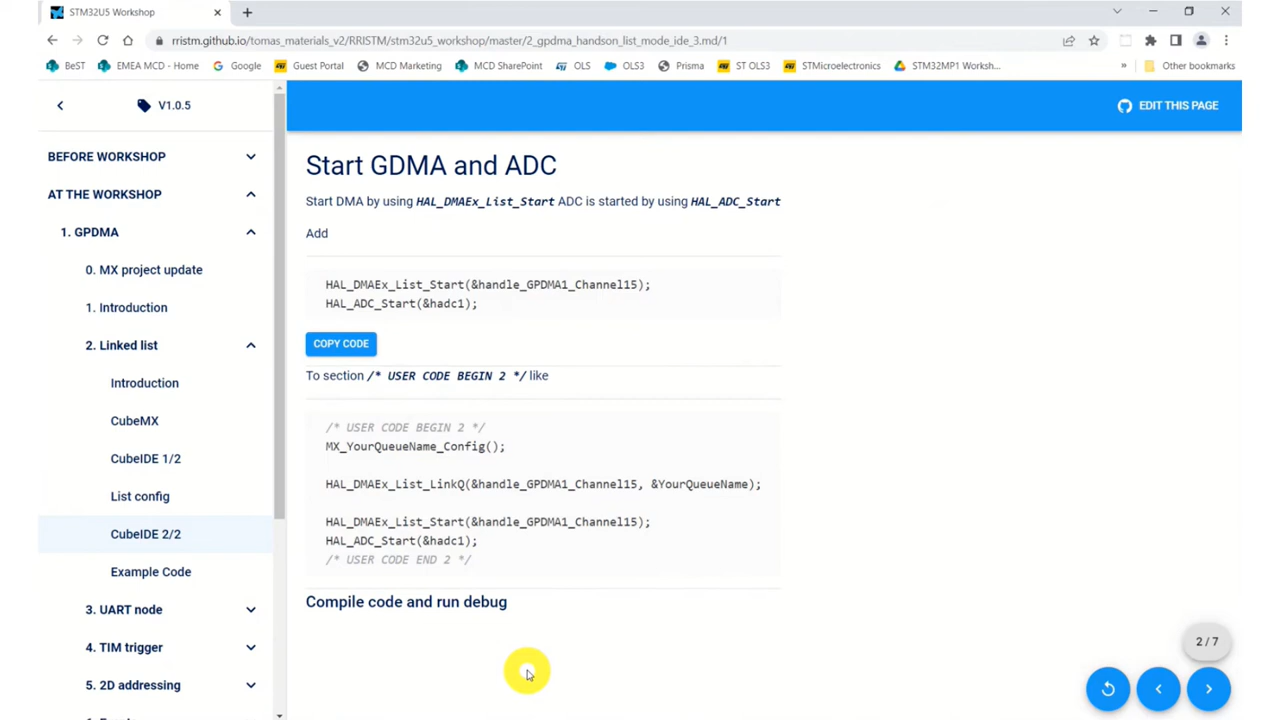 STM32U5 Workshop
rristm.github.io/tomas_materials_v2/RRISTM/stm32u5_workshop/master/2_gpdma_handson_list_mode_ide_3.md/1
BeST
EMEA MCD - Home
Google
Guest Portal
MCD Marketing
MCD SharePoint
OLS
OLS3
Prisma
ST OLS3
STMicroelectronics
STM32MP1 Worksh...
»
Other bookmarks
V1.0.5
EDIT THIS PAGE
BEFORE WORKSHOP
AT THE WORKSHOP
1. GPDMA
0. MX project update
1. Introduction
2. Linked list
Introduction
CubeMX
CubeIDE 1/2
List config
CubeIDE 2/2
Example Code
3. UART node
4. TIM trigger
5. 2D addressing
Start GDMA and ADC
Start DMA by using HAL_DMAEx_List_Start ADC is started by using HAL_ADC_Start
Add
HAL_DMAEx_List_Start(&handle_GPDMA1_Channel15);
HAL_ADC_Start(&hadc1);
COPY CODE
To section /* USER CODE BEGIN 2 */ like
/* USER CODE BEGIN 2 */
MX_YourQueueName_Config();
HAL_DMAEx_List_LinkQ(&handle_GPDMA1_Channel15, &YourQueueName);
HAL_DMAEx_List_Start(&handle_GPDMA1_Channel15);
HAL_ADC_Start(&hadc1);
/* USER CODE END 2 */
Compile code and run debug
2 / 7